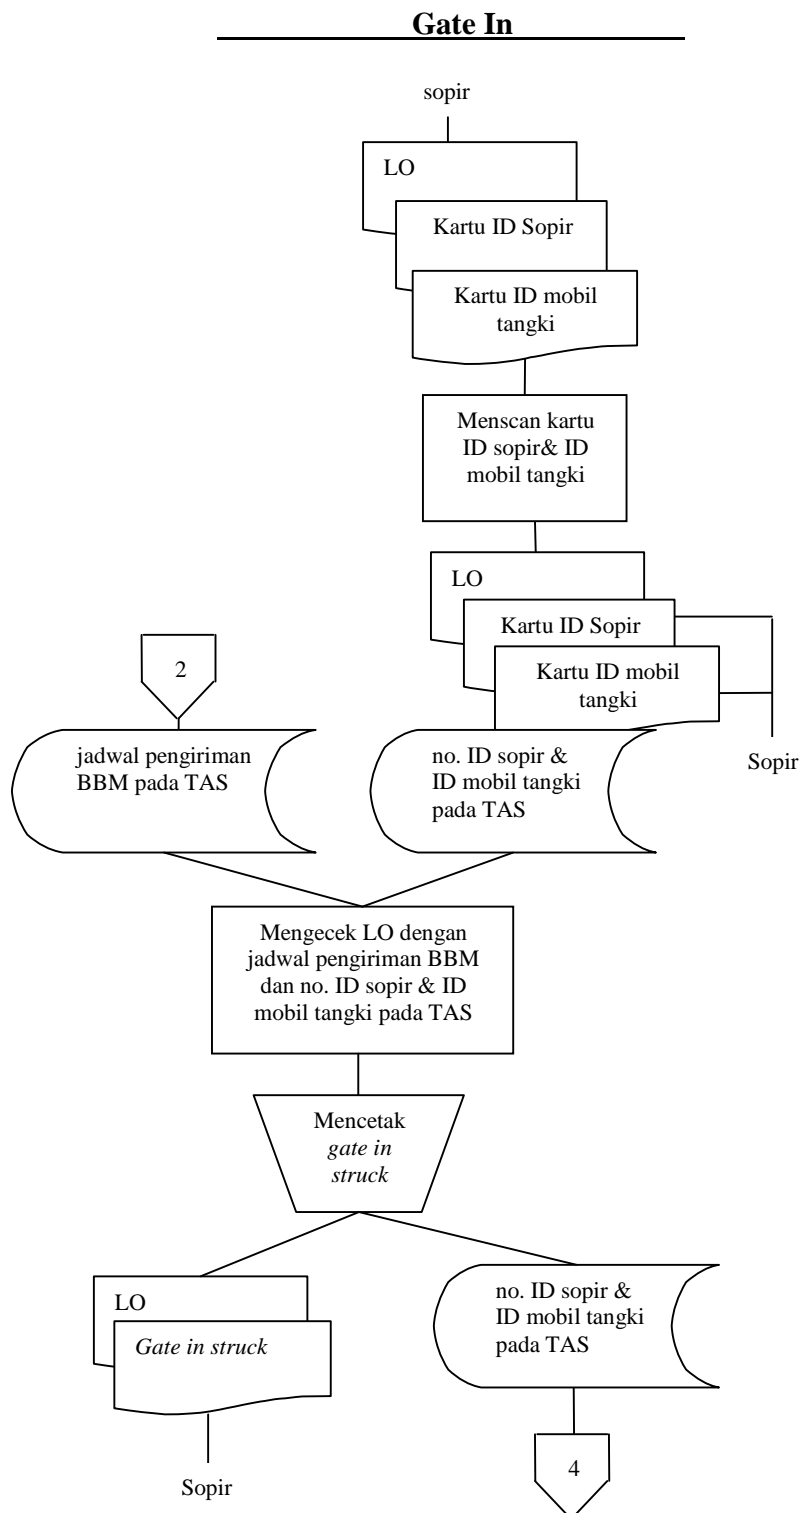 Gate In
sopir
LO
Kartu ID Sopir
Kartu ID mobil
tangki
Menscan kartu
ID sopir& ID
mobil tangki
LO
Kartu ID Sopir
Kartu ID mobil
tangki
Sopir
2
jadwal pengiriman
BBM pada TAS
no. ID sopir &
ID mobil tangki
pada TAS
Mengecek LO dengan
jadwal pengiriman BBM
dan no. ID sopir & ID
mobil tangki pada TAS
Mencetak
gate in
struck
LO
Gate in struck
Sopir
no. ID sopir &
ID mobil tangki
pada TAS
4